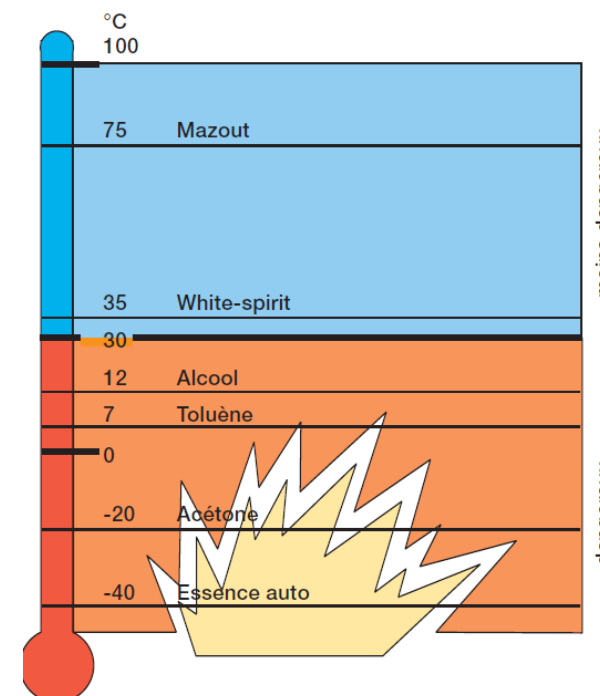 °C
100
75 Mazout
35 White-spirit
30
12 Alcool
7 Toluène
0
-20 Acétone
-40 Essence auto